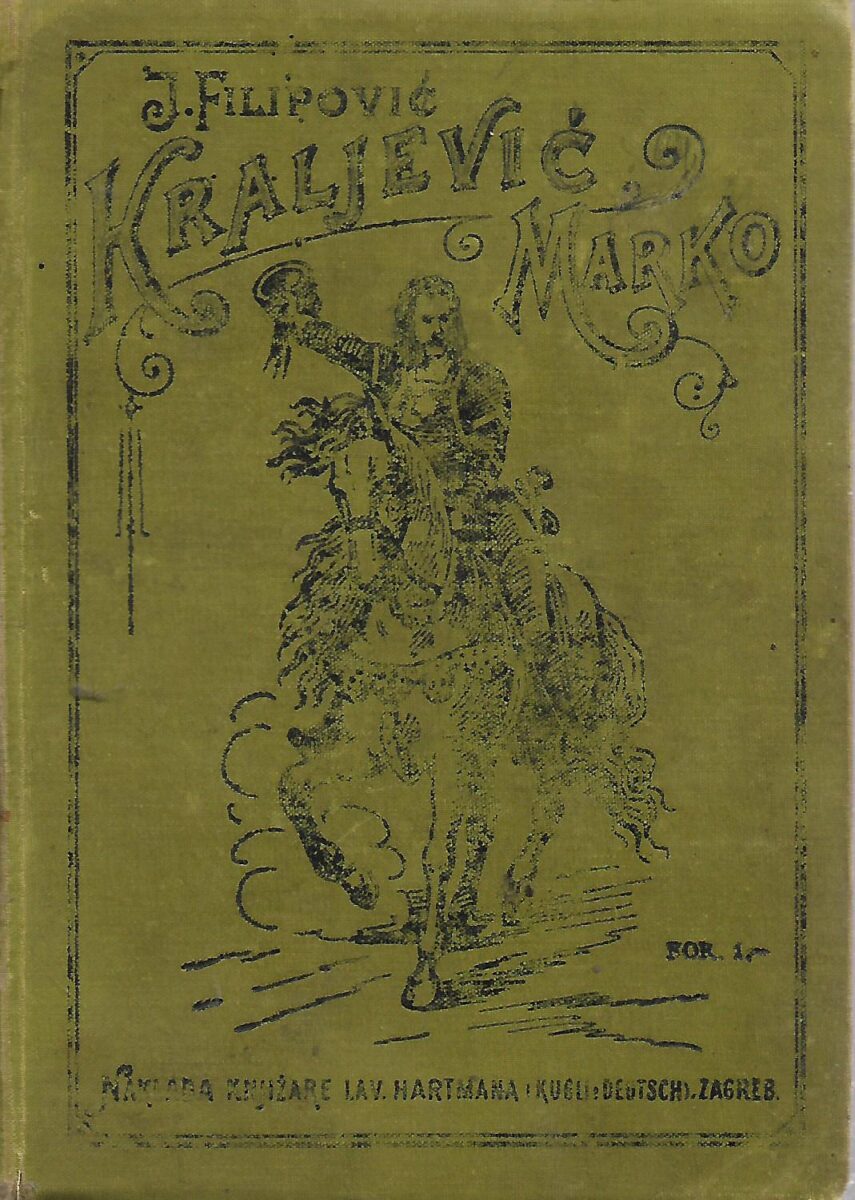 J. FILIPOVIĆ
KRALJEVIĆ
MARKO
FOR. 1,—
NAKLADA KNJIŽARE LAV. HARTMANA (KUGLI i DEUTSCH). ZAGREB.